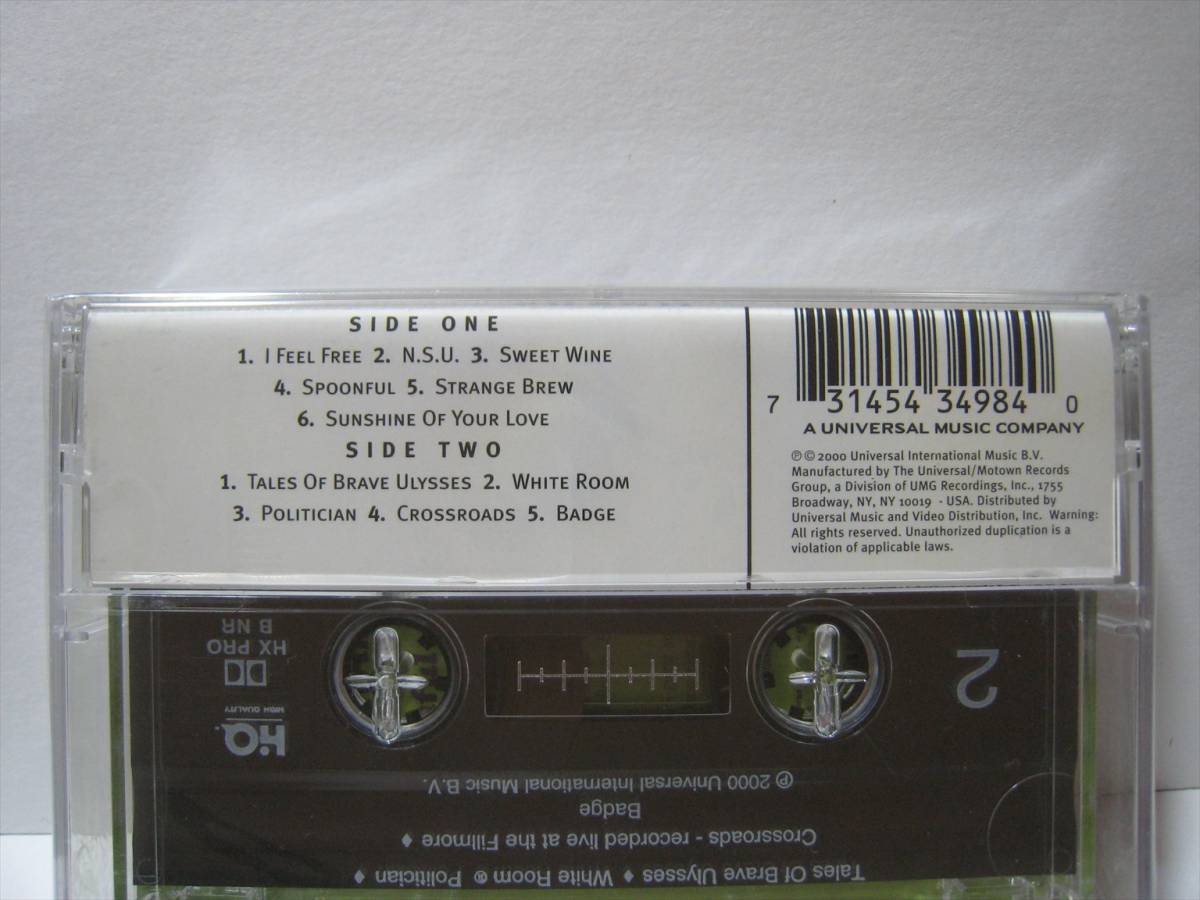 SIDE ONE
1. I FEEL FREE 2. N.S.U. 3. SWEET WINE
4. SPOONFUL 5. STRANGE BREW
6. SUNSHINE OF YOUR LOVE
SIDE TWO
1. TALES OF BRAVE ULYSSES 2. WHITE ROOM
3. POLITICIAN 4. CROSSROADS 5. BADGE
7 31454 34984 0
A UNIVERSAL MUSIC COMPANY
℗ © 2000 Universal International Music B.V.
Manufactured by The Universal/Motown Records
Group, a Division of UMG Recordings, Inc., 1755
Broadway, NY, NY 10019 - USA. Distributed by
Universal Music and Video Distribution, Inc. Warning:
All rights reserved. Unauthorized duplication is a
violation of applicable laws.
Tales Of Brave Ulysses ♦ White Room ® Politician ♦
Crossroads - recorded live at the Fillmore ♦
Badge
℗ 2000 Universal International Music B.V.
2
HiQ
HIGH QUALITY
HX PRO
B NR